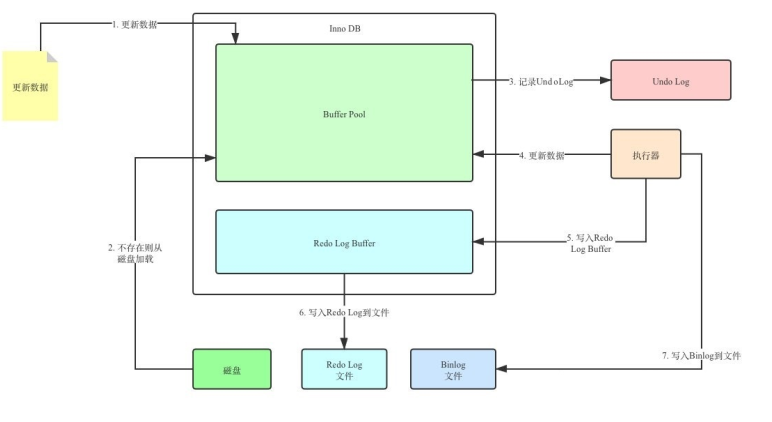 1. 更新数据
Inno DB
更新数据
Buffer Pool
3. 记录UndoLog
Undo Log
4. 更新数据
执行器
2. 不存在则从
磁盘加载
Redo Log Buffer
5. 写入Redo
Log Buffer
6. 写入Redo Log到文件
7. 写入Binlog到文件
磁盘
Redo Log
文件
Binlog
文件